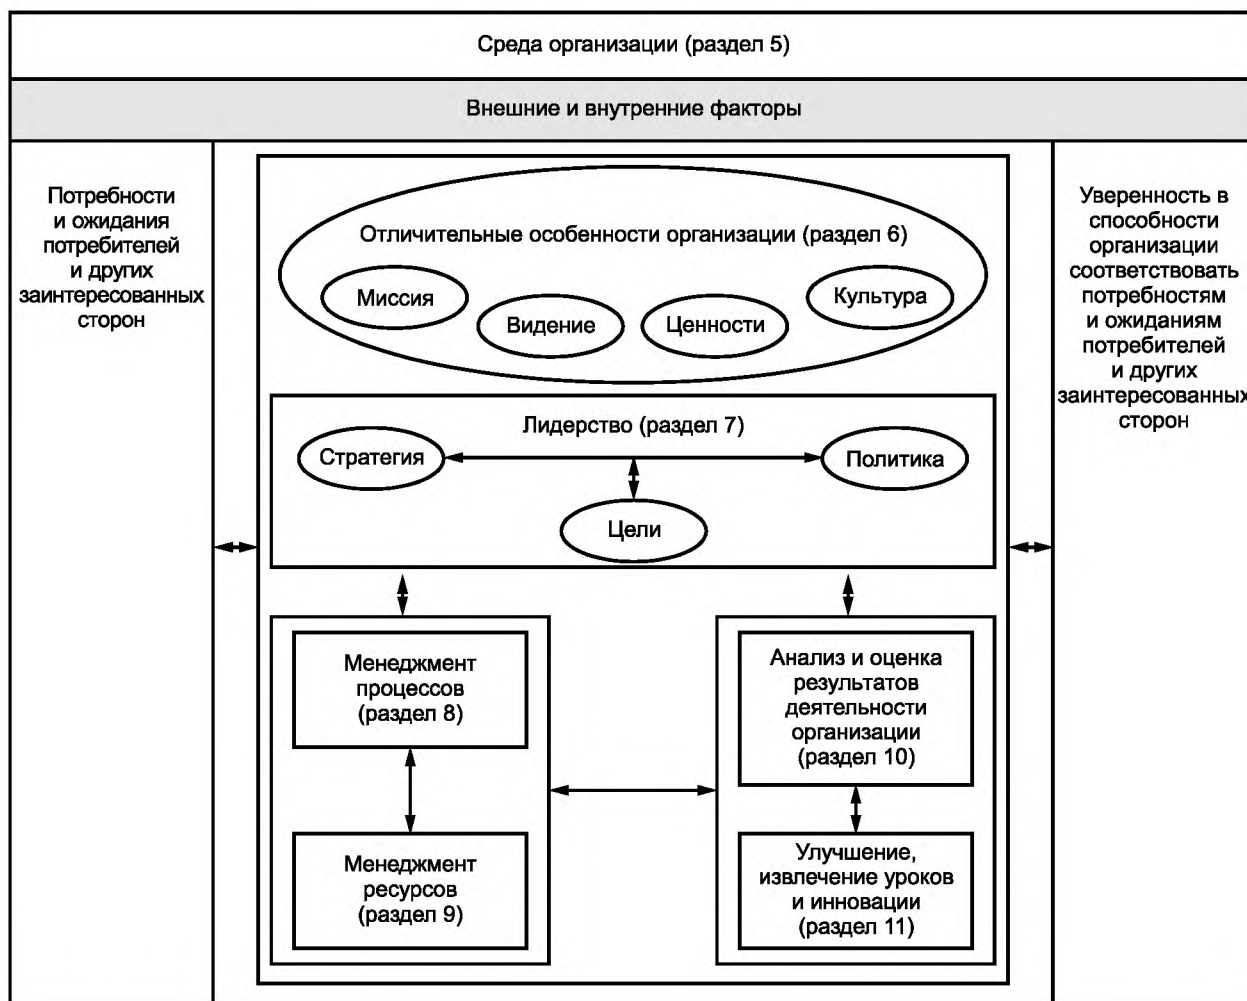 Среда организации (раздел 5)
Внешние и внутренние факторы
Потребности
и ожидания
потребителей
и других
заинтересованных
сторон
Отличительные особенности организации (раздел 6)
Миссия
Видение
Ценности
Культура
Лидерство (раздел 7)
Стратегия
Политика
Цели
Менеджмент
процессов
(раздел 8)
Менеджмент
ресурсов
(раздел 9)
Анализ и оценка
результатов
деятельности
организации
(раздел 10)
Улучшение,
извлечение уроков
и инновации
(раздел 11)
Уверенность в
способности
организации
соответствовать
потребностям
и ожиданиям
потребителей
и других
заинтересованных
сторон